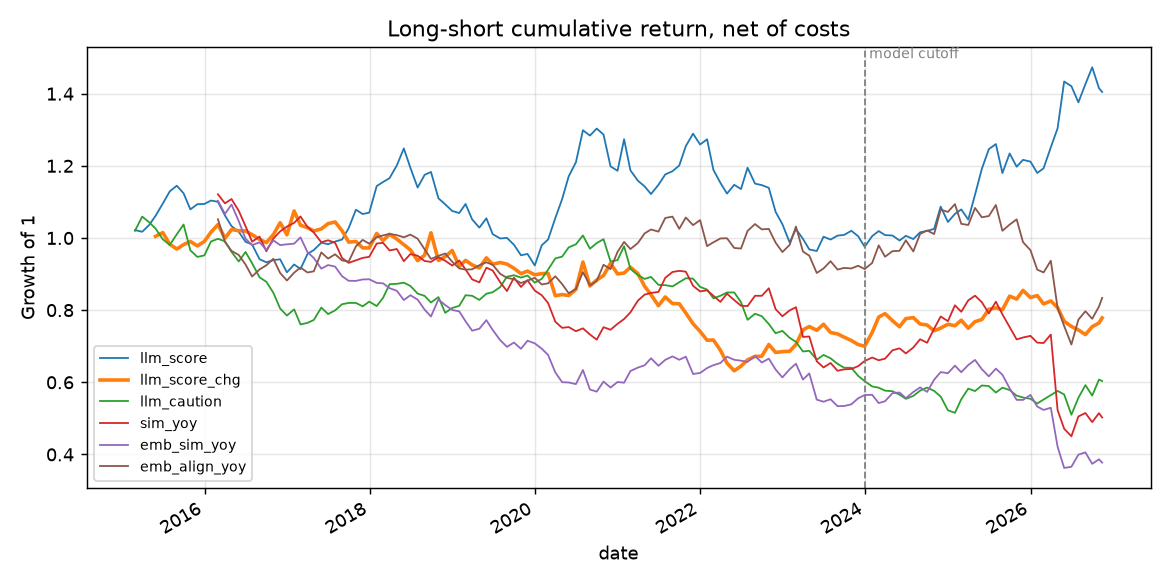 Long-short cumulative return, net of costs
model cutoff
1.4
1.2
1.0
0.8
0.6
0.4
Growth of 1
llm_score
llm_score_chg
llm_caution
sim_yoy
emb_sim_yoy
emb_align_yoy
2016
2018
2020
2022
2024
2026
date